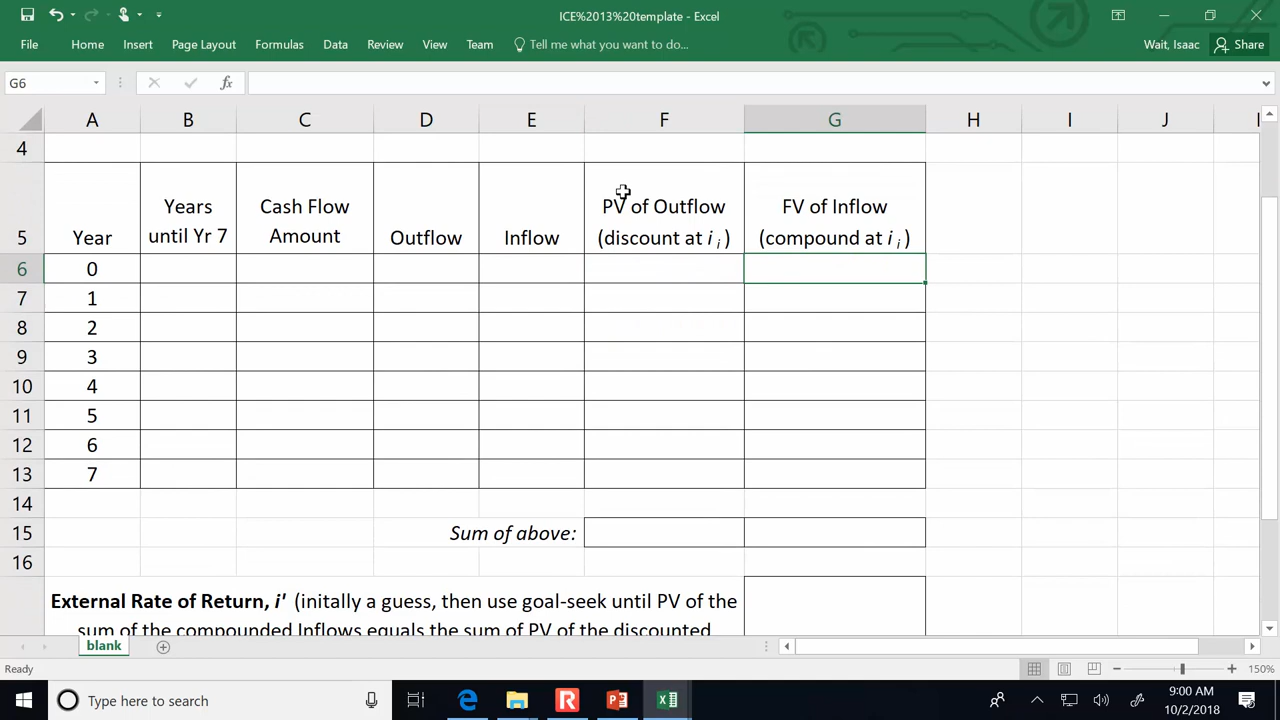 ICE%2013%20template - Excel
File Home Insert Page Layout Formulas Data Review View Team Tell me what you want to do... Wait, Isaac Share
G6 fx
A B C D E F G H I J
4
5 Year Years until Yr 7 Cash Flow Amount Outflow Inflow PV of Outflow (discount at i i ) FV of Inflow (compound at i i )
6 0
7 1
8 2
9 3
10 4
11 5
12 6
13 7
14
15 Sum of above:
16
External Rate of Return, i' (initally a guess, then use goal-seek until PV of the
sum of the compounded Inflows equals the sum of PV of the discounted
blank
Ready 150%
Type here to search 9:00 AM
10/2/2018